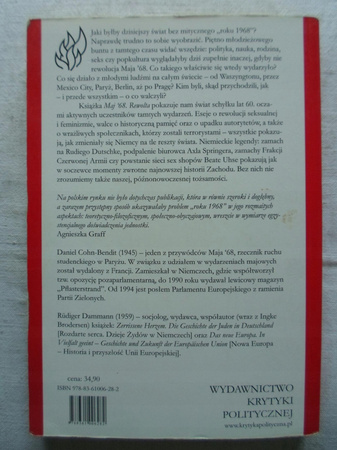 Jaki byłby dzisiejszy świat bez mitycznego „roku 1968”?
Naprawdę trudno to sobie wyobrazić. Piętno młodzieżowego
buntu z tamtego czasu widać wszędzie: polityka, nauka, rodzina,
seks czy popkultura wyglądałyby dziś zupełnie inaczej, gdyby nie
rewolucja Maja ’68. Co takiego właściwie się wtedy wydarzyło?
Co się działo z młodymi ludźmi na całym świecie – od Waszyngtonu, przez
Mexico City, Paryż, Berlin, aż po Pragę? Kim byli, skąd przychodzili, jak
– i przede wszystkim – o co walczyli?
Książka Maj ’68. Rewolta pokazuje nam świat schyłku lat 60. oczami
aktywnych uczestników tamtych wydarzeń. Eseje o rewolucji seksualnej
i feminizmie, walce o historyczną pamięć oraz o upadku autorytetów, a także
o wrażliwych społecznikach, którzy zostali terrorystami – wszystkie pokazują,
jak zmieniały się Niemcy na tle reszty świata. Niemieckie legendy: zamach
na Rudiego Dutschke, podpalenie biurowca Axla Springera, zamachy Frakcji
Czerwonej Armii czy powstanie sieci sex shopów Beate Uhse pokazują jak
w soczewce momenty zwrotne najnowszej historii Zachodu. Bez nich nie
zrozumiemy także naszej, późnonowoczesnej tożsamości.
Na polskim rynku nie było dotychczas publikacji, która w równie szeroki i dogłębny,
a zarazem przystępny sposób ukazywałaby problem „roku 1968” w jego rozmaitych
aspektach: teoretyczno-filozoficznym, społeczno-obyczajowym, wreszcie w wymiarze egzystencjalnego
doświadczenia jednostki.
Agnieszka Graff
Daniel Cohn-Bendit (1945) – jeden z przywódców Maja ’68, rzecznik ruchu
studenckiego w Paryżu. W związku z udziałem w wydarzeniach majowych
został wydalony z Francji. Zamieszkał w Niemczech, gdzie współtworzył
tzw. opozycję pozaparlamentarną, do 1990 roku wydawał lewicowy magazyn
„Pflasterstrand”. Od 1994 jest posłem Parlamentu Europejskiego z ramienia
Partii Zielonych.
Rüdiger Dammann (1959) – socjolog, wydawca, współautor (wraz z Ingke
Brodersen) książek: Zerrissene Herzen. Die Geschichte der Juden in Deutschland
[Rozdarte serca. Dzieje Żydów w Niemczech] oraz Das neue Europa. In
Vielfalt geeint – Geschichte und Zukunft der Europäischen Union [Nowa Europa
– Historia i przyszłość Unii Europejskiej].
cena: 34,90
ISBN 978-83-61006-28-2
WYDAWNICTWO
KRYTYKI
POLITYCZNEJ
www.krytykapolityczna.pl